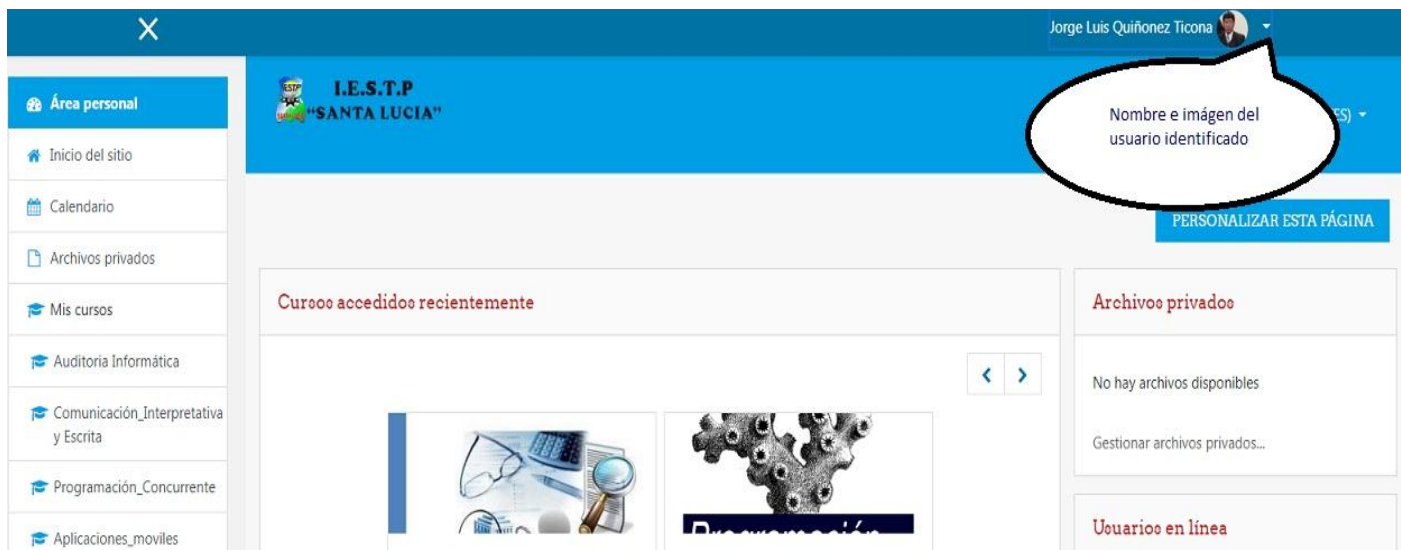 Jorge Luis Quiñonez Ticona
Área personal
Inicio del sitio
Calendario
Archivos privados
Mis cursos
Auditoria Informática
Comunicación_Interpretativa
y Escrita
Programación_Concurrente
Aplicaciones_moviles
I.E.S.T.P
"SANTA LUCIA"
Nombre e imágen del
usuario identificado
ES)
PERSONALIZAR ESTA PÁGINA
Cursos accedidos recientemente
Programación
Archivos privados
No hay archivos disponibles
Gestionar archivos privados...
Usuarios en línea